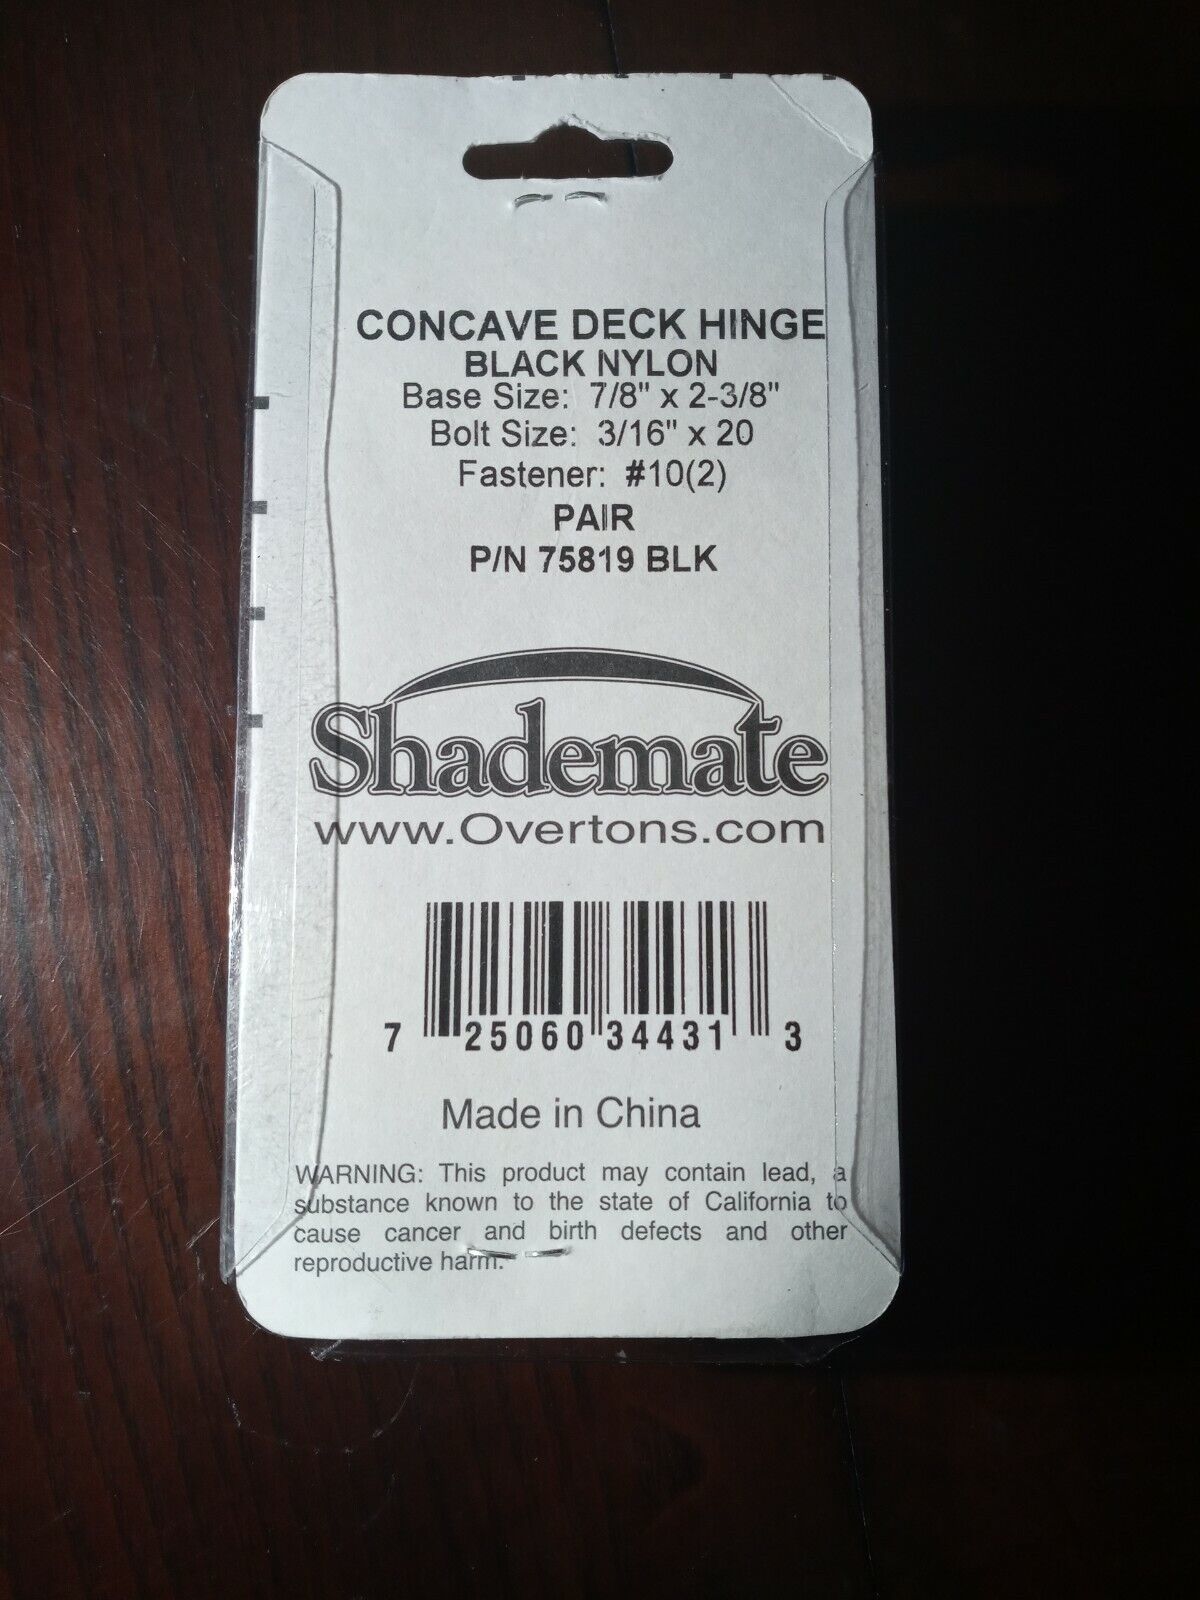 CONCAVE DECK HINGE
BLACK NYLON
Base Size: 7/8" x 2-3/8"
Bolt Size: 3/16" x 20
Fastener: #10(2)
PAIR
P/N 75819 BLK
Shademate
www.Overtons.com
7 25060 34431 3
Made in China
WARNING: This product may contain lead, a
substance known to the state of California to
cause cancer and birth defects and other
reproductive harm.